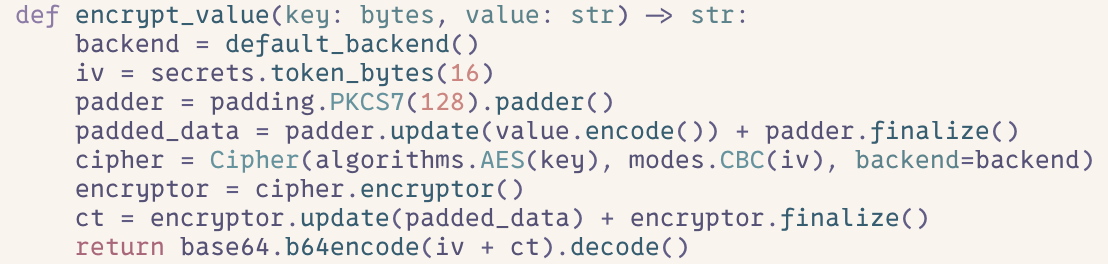 def encrypt_value(key: bytes, value: str) -> str:
    backend = default_backend()
    iv = secrets.token_bytes(16)
    padder = padding.PKCS7(128).padder()
    padded_data = padder.update(value.encode()) + padder.finalize()
    cipher = Cipher(algorithms.AES(key), modes.CBC(iv), backend=backend)
    encryptor = cipher.encryptor()
    ct = encryptor.update(padded_data) + encryptor.finalize()
    return base64.b64encode(iv + ct).decode()